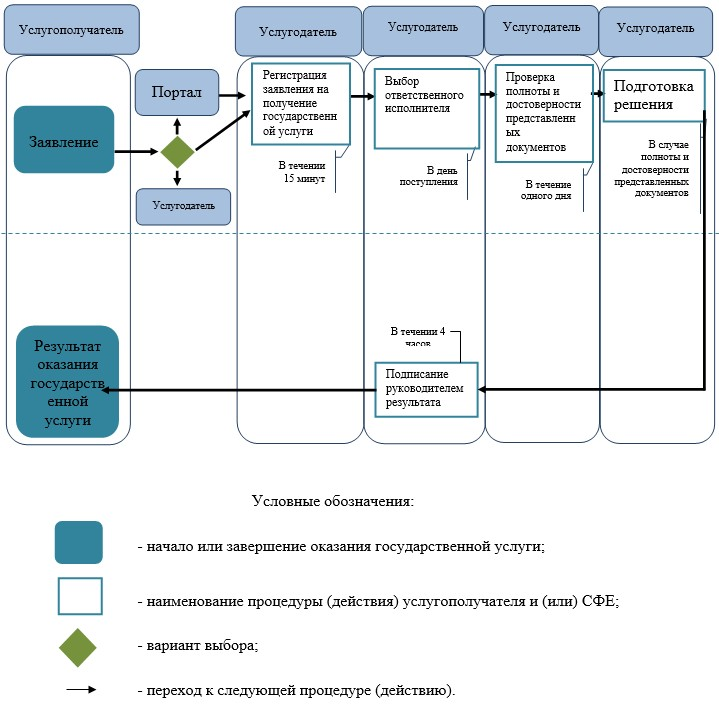 Услугополучатель
Услугодатель
Услугодатель
Услугодатель
Услугодатель
Заявление
Портал
Услугодатель
Регистрация
заявления на
получение
государственн
ой услуги
В течении
15 минут
Выбор
ответственного
исполнителя
В день
поступления
Проверка
полноты и
достоверности
представленн
ых
документов
В течение
одного дня
Подготовка
решения
В случае
полноты и
достоверности
представленных
документов
Результат
оказания
государств
енной
услуги
В течении 4
часов
Подписание
руководителем
результата
Условные обозначения:
- начало или завершение оказания государственной услуги;
- наименование процедуры (действия) услугополучателя и (или) СФЕ;
- вариант выбора;
- переход к следующей процедуре (действию).